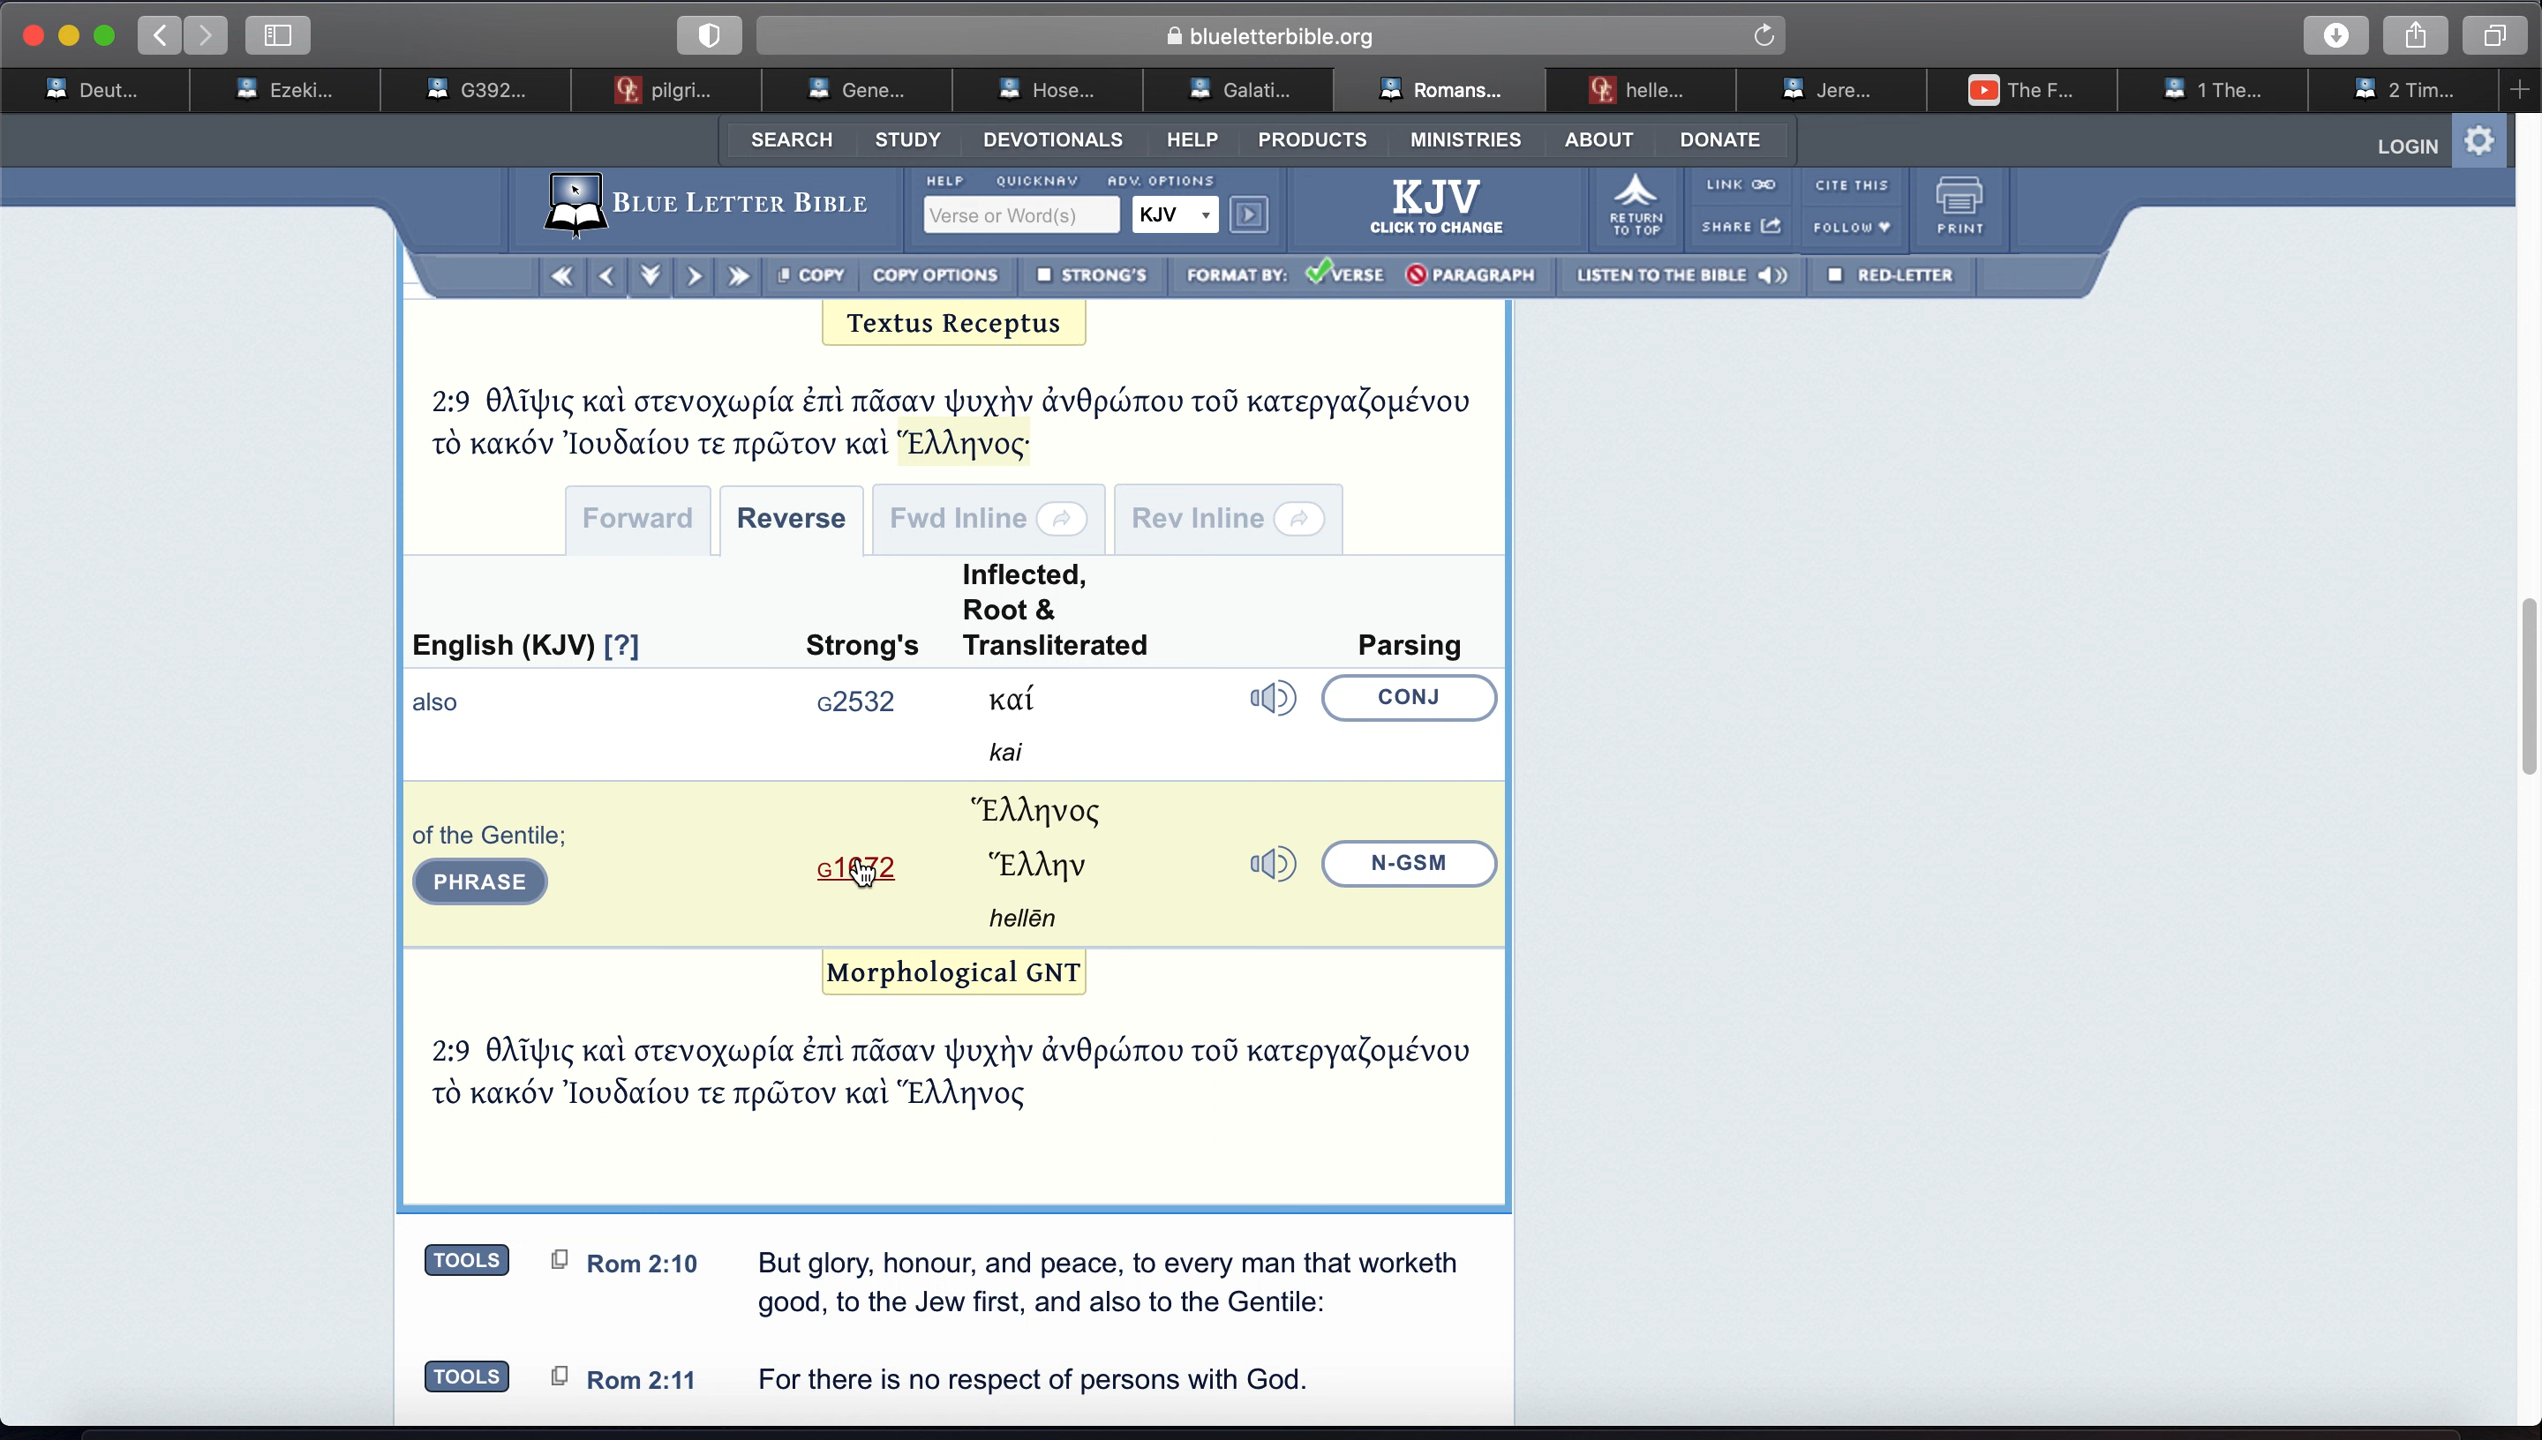 blueletterbible.org
Deut... Ezeki... G392... pilgri... Gene... Hose... Galati... Romans... helle... Jere... The F... 1 The... 2 Tim...
SEARCH STUDY DEVOTIONALS HELP PRODUCTS MINISTRIES ABOUT DONATE
LOGIN
BLUE LETTER BIBLE
HELP QUICKNAV ADV. OPTIONS
Verse or Word(s) KJV
KJV
CLICK TO CHANGE
RETURN
TO TOP
LINK CITE THIS
SHARE FOLLOW
PRINT
COPY COPY OPTIONS STRONG'S FORMAT BY: VERSE PARAGRAPH LISTEN TO THE BIBLE RED-LETTER
Textus Receptus
2:9 θλῖψις καὶ στενοχωρία ἐπὶ πᾶσαν ψυχὴν ἀνθρώπου τοῦ κατεργαζομένου
τὸ κακόν Ἰουδαίου τε πρῶτον καὶ Ἕλληνος·
Forward Reverse Fwd Inline Rev Inline
Inflected,
Root &
English (KJV) [?] Strong's Transliterated Parsing
also G2532 καί CONJ
kai
Ἕλληνος
of the Gentile;
G1672 Ἕλλην N-GSM
PHRASE
hellēn
Morphological GNT
2:9 θλῖψις καὶ στενοχωρία ἐπὶ πᾶσαν ψυχὴν ἀνθρώπου τοῦ κατεργαζομένου
τὸ κακόν Ἰουδαίου τε πρῶτον καὶ Ἕλληνος
TOOLS Rom 2:10 But glory, honour, and peace, to every man that worketh
good, to the Jew first, and also to the Gentile:
TOOLS Rom 2:11 For there is no respect of persons with God.